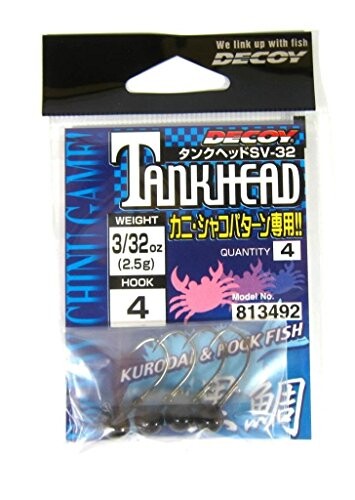 We link up with fish
DECOY
DECOY
タンクヘッドSV-32
TANKHEAD
CHINU GAME
WEIGHT
3/32oz
(2.5g)
HOOK
4
カニ・シャコパターン専用!!
QUANTITY 4
Model No.
813492
KURODAI & ROCK FISH
黒鯛